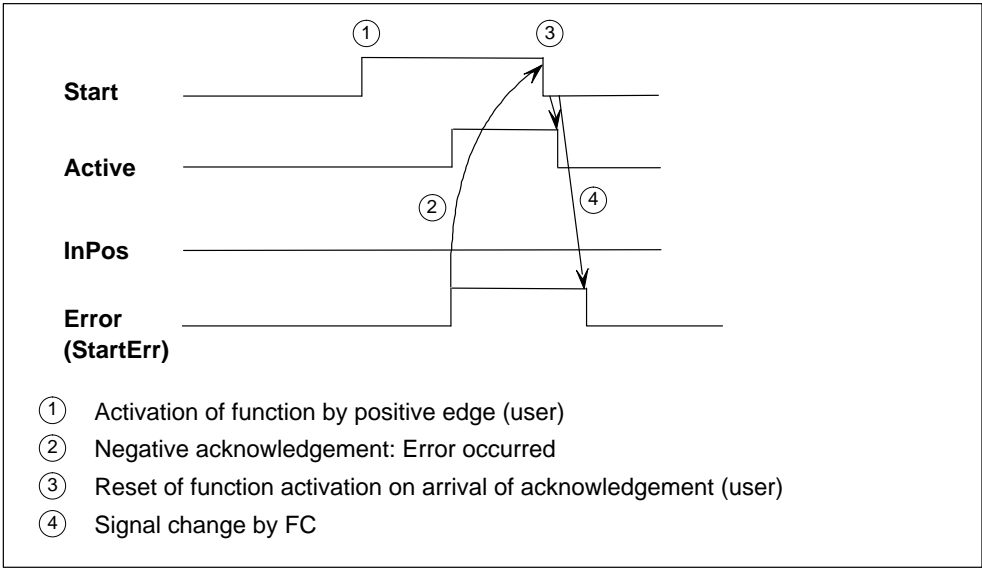 1
3
Start
Active
2
4
InPos
Error
(StartErr)
1 Activation of function by positive edge (user)
2 Negative acknowledgement: Error occurred
3 Reset of function activation on arrival of acknowledgement (user)
4 Signal change by FC